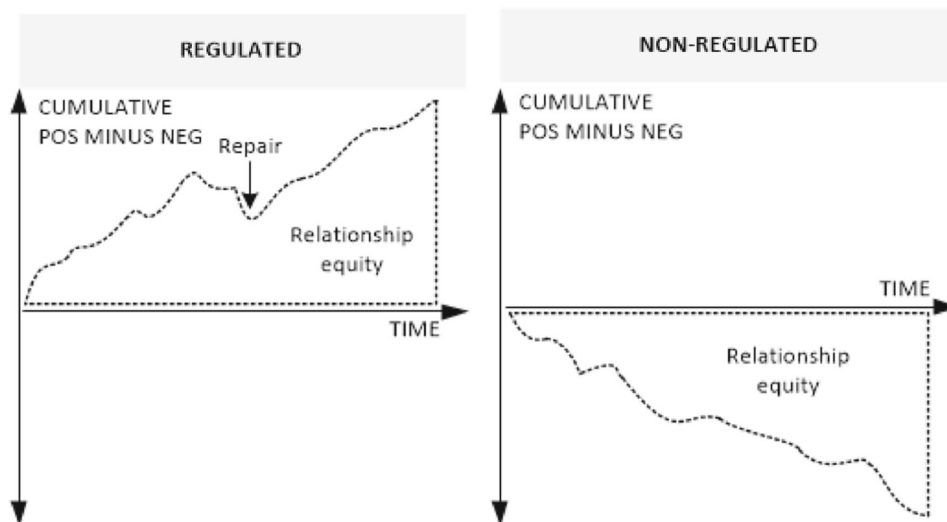 REGULATED
CUMULATIVE
POS MINUS NEG
Repair
Relationship
equity
TIME
NON-REGULATED
CUMULATIVE
POS MINUS NEG
TIME
Relationship
equity